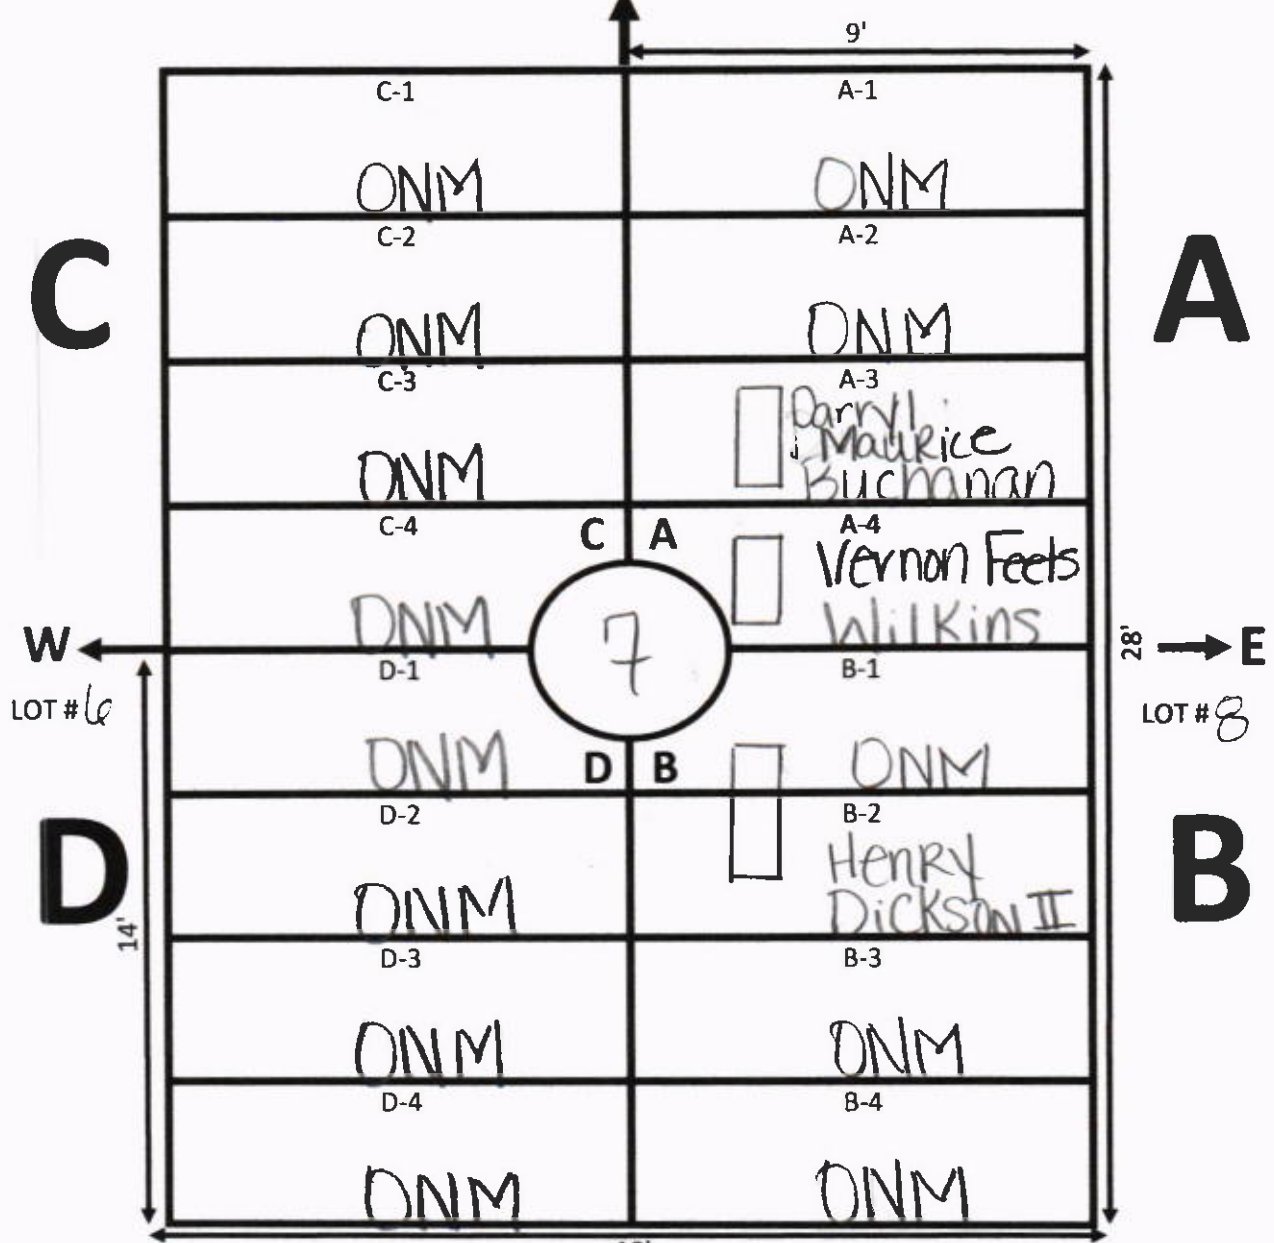 9'
C-1 A-1
ONM ONM
C-2 A-2
C A
ONM ONM
C-3 A-3
Darryl
Maurice
ONM Buchanan
C-4 C A A-4
Vernon Feets
ONM Wilkins
W 7 28' E
D-1 B-1
LOT # 6 LOT # 8
ONM D B ONM
D-2 B-2
D B
Henry
ONM Dickson II
14'
D-3 B-3
ONM ONM
D-4 B-4
ONM ONM